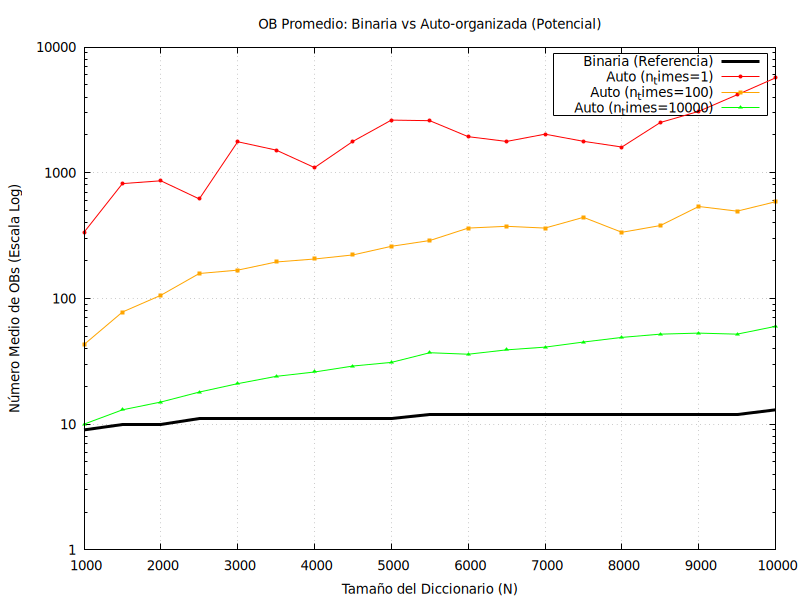 OB Promedio: Binaria vs Auto-organizada (Potencial)
Binaria (Referencia)
Auto (nₜimes=1)
Auto (nₜimes=100)
Auto (nₜimes=10000)
10000
1000
100
10
1
Número Medio de OBs (Escala Log)
1000 2000 3000 4000 5000 6000 7000 8000 9000 10000
Tamaño del Diccionario (N)